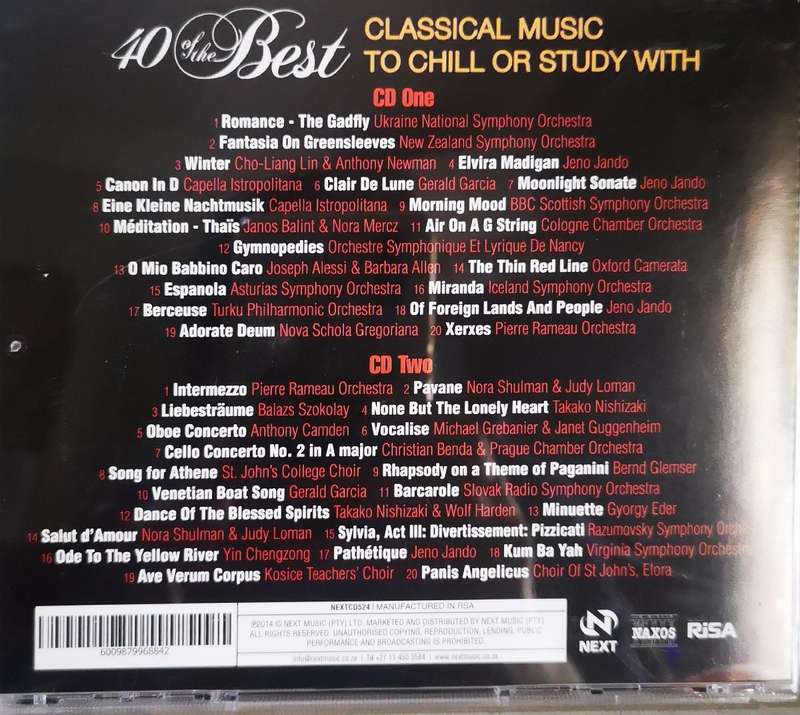 40 of the Best CLASSICAL MUSIC
TO CHILL OR STUDY WITH
CD One
1 Romance - The Gadfly Ukraine National Symphony Orchestra
2 Fantasia On Greensleeves New Zealand Symphony Orchestra
3 Winter Cho-Liang Lin & Anthony Newman 4 Elvira Madigan Jeno Jando
5 Canon In D Capella Istropolitana 6 Clair De Lune Gerald Garcia 7 Moonlight Sonate Jeno Jando
8 Eine Kleine Nachtmusik Capella Istropolitana 9 Morning Mood BBC Scottish Symphony Orchestra
10 Méditation - Thaïs Janos Balint & Nora Mercz 11 Air On A G String Cologne Chamber Orchestra
12 Gymnopedies Orchestre Symphonique Et Lyrique De Nancy
13 O Mio Babbino Caro Joseph Alessi & Barbara Allen 14 The Thin Red Line Oxford Camerata
15 Espanola Asturias Symphony Orchestra 16 Miranda Iceland Symphony Orchestra
17 Berceuse Turku Philharmonic Orchestra 18 Of Foreign Lands And People Jeno Jando
19 Adorate Deum Nova Schola Gregoriana 20 Xerxes Pierre Rameau Orchestra
CD Two
1 Intermezzo Pierre Rameau Orchestra 2 Pavane Nora Shulman & Judy Loman
3 Liebesträume Balazs Szokolay 4 None But The Lonely Heart Takako Nishizaki
5 Oboe Concerto Anthony Camden 6 Vocalise Michael Grebanier & Janet Guggenheim
7 Cello Concerto No. 2 in A major Christian Benda & Prague Chamber Orchestra
8 Song for Athene St. John's College Choir 9 Rhapsody on a Theme of Paganini Bernd Glemser
10 Venetian Boat Song Gerald Garcia 11 Barcarole Slovak Radio Symphony Orchestra
12 Dance Of The Blessed Spirits Takako Nishizaki & Wolf Harden 13 Minuette Gyorgy Eder
14 Salut d'Amour Nora Shulman & Judy Loman 15 Sylvia, Act III: Divertissement: Pizzicati Razumovsky Symphony
16 Ode To The Yellow River Yin Chengzong 17 Pathétique Jeno Jando 18 Kum Ba Yah Virginia Symphony
19 Ave Verum Corpus Kosice Teachers' Choir 20 Panis Angelicus Choir Of St John's, Elora
NEXTCD524 | MANUFACTURED IN RSA
℗2014 © NEXT MUSIC (PTY) LTD. MARKETED AND DISTRIBUTED BY NEXT MUSIC (PTY)
ALL RIGHTS RESERVED. UNAUTHORISED COPYING, REPRODUCTION, LENDING, PUBLIC
PERFORMANCE AND BROADCASTING IS PROHIBITED.
info@nextmusic.co.za | Tel +27 11 450 3584 | www.nextmusic.co.za
6009879968842
NEXT
NAXOS
RiSA